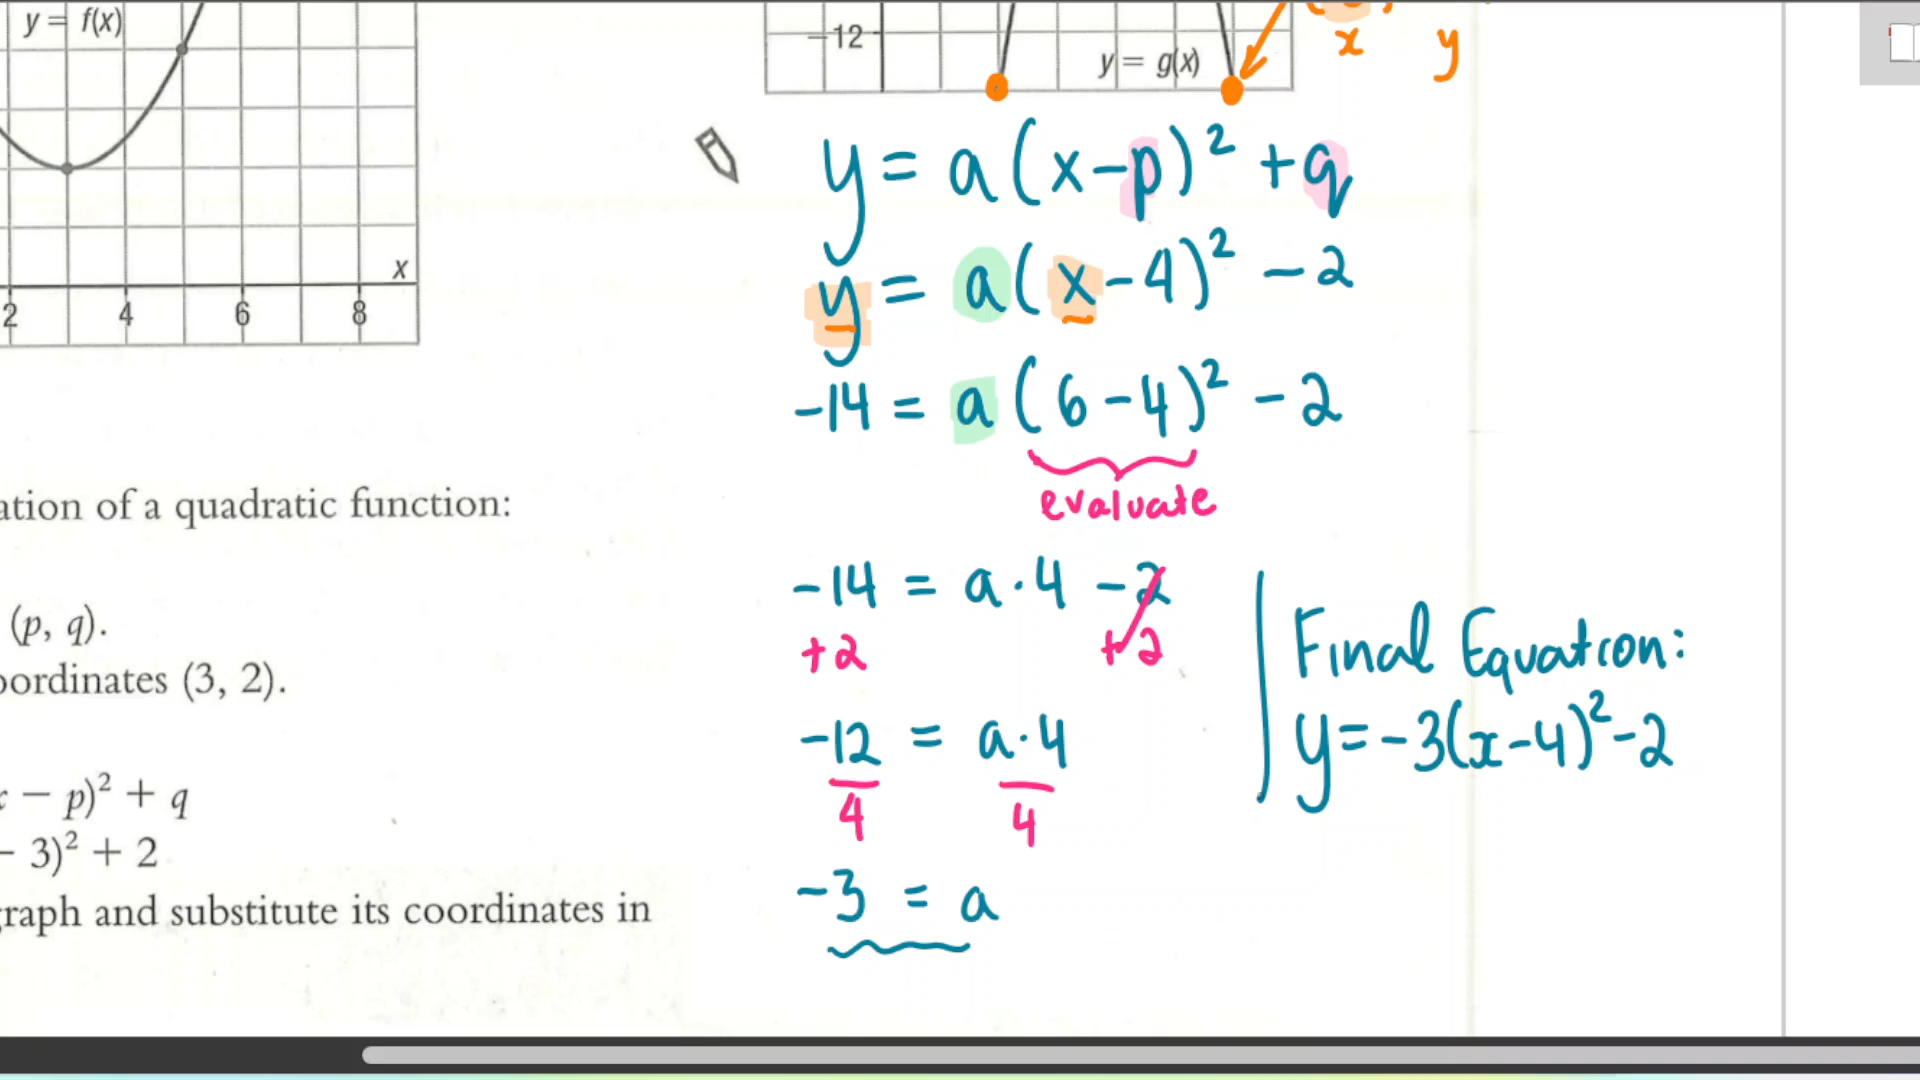 y = f(x)
x
2 4 6 8
ation of a quadratic function:
(p, q).
oordinates (3, 2).
− p)² + q
− 3)² + 2
raph and substitute its coordinates in
−12
y = g(x)
x y
y = a(x−p)² + q
y = a(x−4)² − 2
−14 = a(6−4)² − 2
evaluate
−14 = a·4 −2
+2 +2
−12 = a·4
4 4
−3 = a
Final Equation:
y = −3(x−4)² −2